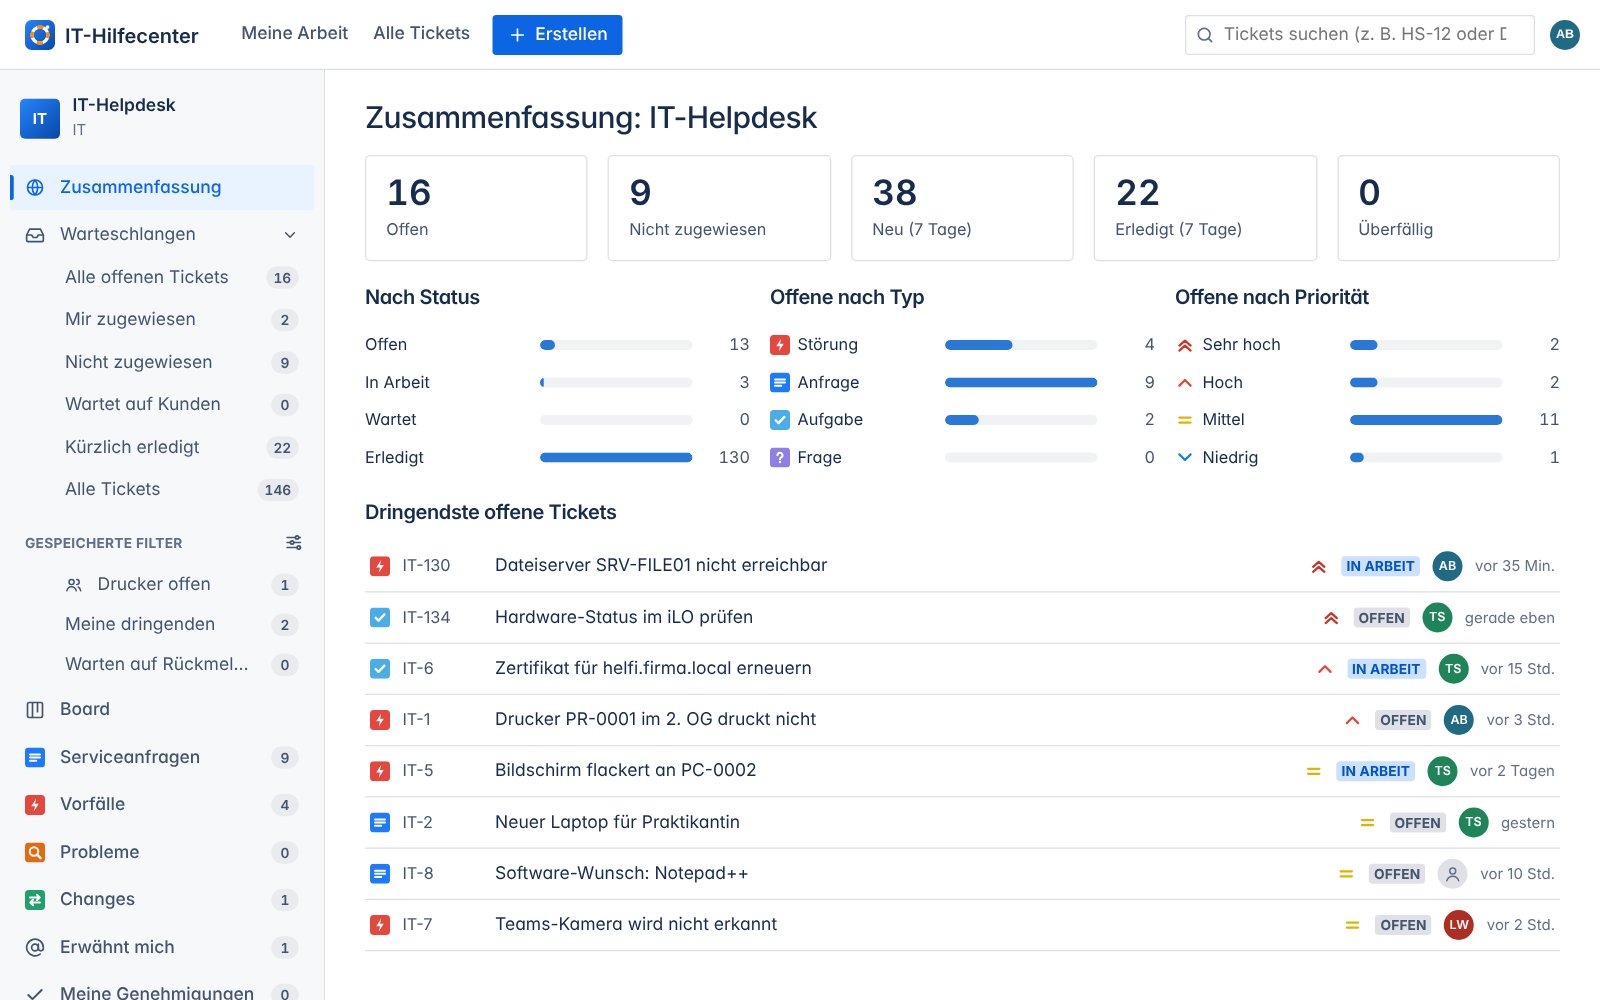 IT-Hilfecenter
Meine Arbeit
Alle Tickets
Erstellen
Tickets suchen (z. B. HS-12 oder D
AB
IT
IT-Helpdesk
IT
Zusammenfassung
Warteschlangen
Alle offenen Tickets 16
Mir zugewiesen 2
Nicht zugewiesen 9
Wartet auf Kunden 0
Kürzlich erledigt 22
Alle Tickets 146
GESPEICHERTE FILTER
Drucker offen 1
Meine dringenden 2
Warten auf Rückmel... 0
Board
Serviceanfragen 9
Vorfälle 4
Probleme 0
Changes 1
Erwähnt mich 1
Meine Genehmigungen 0
Zusammenfassung: IT-Helpdesk
16
Offen
9
Nicht zugewiesen
38
Neu (7 Tage)
22
Erledigt (7 Tage)
0
Überfällig
Nach Status
Offen 13
In Arbeit 3
Wartet 0
Erledigt 130
Offene nach Typ
Störung 4
Anfrage 9
Aufgabe 2
? Frage 0
Offene nach Priorität
Sehr hoch 2
Hoch 2
Mittel 11
Niedrig 1
Dringendste offene Tickets
IT-130 Dateiserver SRV-FILE01 nicht erreichbar IN ARBEIT AB vor 35 Min.
IT-134 Hardware-Status im iLO prüfen OFFEN TS gerade eben
IT-6 Zertifikat für helfi.firma.local erneuern IN ARBEIT TS vor 15 Std.
IT-1 Drucker PR-0001 im 2. OG druckt nicht OFFEN AB vor 3 Std.
IT-5 Bildschirm flackert an PC-0002 IN ARBEIT TS vor 2 Tagen
IT-2 Neuer Laptop für Praktikantin OFFEN TS gestern
IT-8 Software-Wunsch: Notepad++ OFFEN vor 10 Std.
IT-7 Teams-Kamera wird nicht erkannt OFFEN LW vor 2 Std.